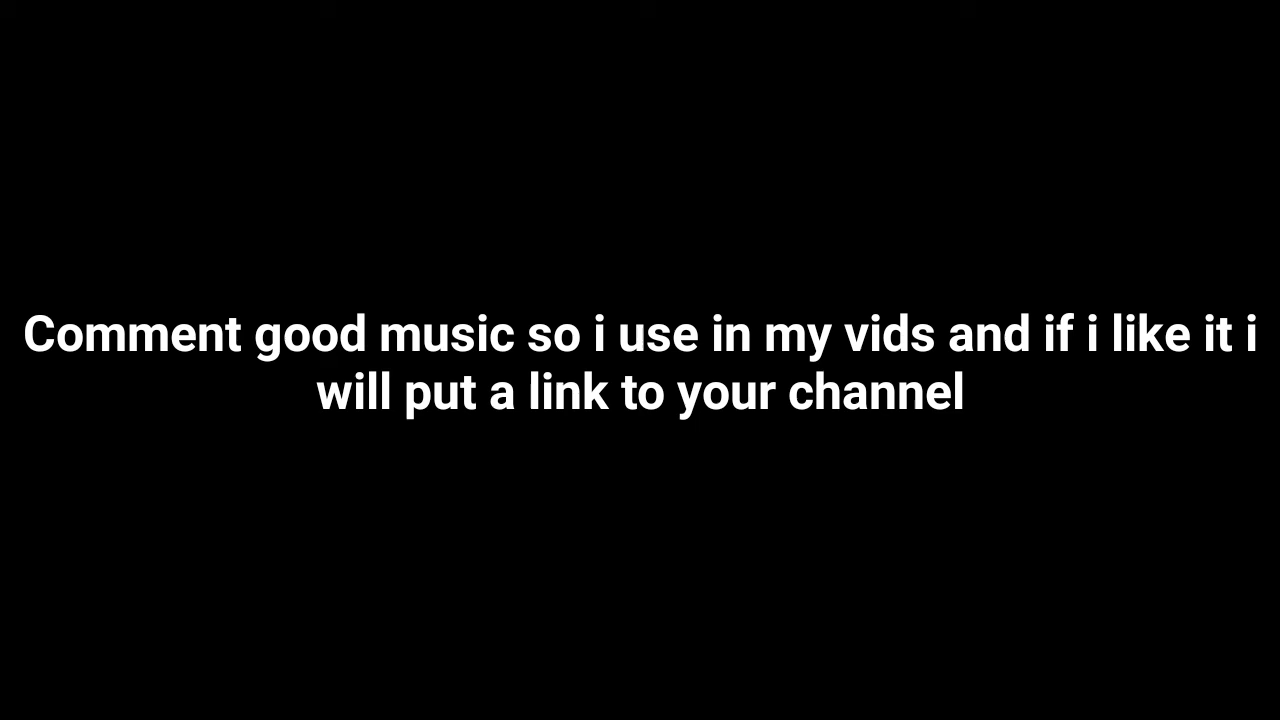 Comment good music so i use in my vids and if i like it i
will put a link to your channel